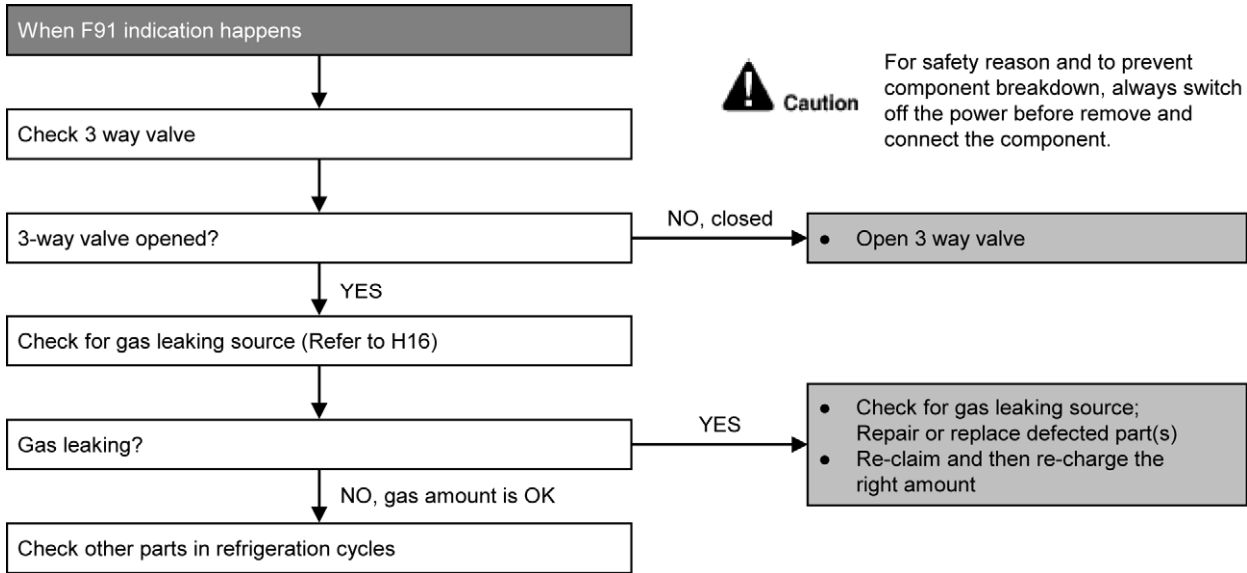 When F91 indication happens
Caution
For safety reason and to prevent
component breakdown, always switch
off the power before remove and
connect the component.
Check 3 way valve
3-way valve opened?
NO, closed
● Open 3 way valve
YES
Check for gas leaking source (Refer to H16)
Gas leaking?
YES
● Check for gas leaking source;
Repair or replace defected part(s)
● Re-claim and then re-charge the
right amount
NO, gas amount is OK
Check other parts in refrigeration cycles